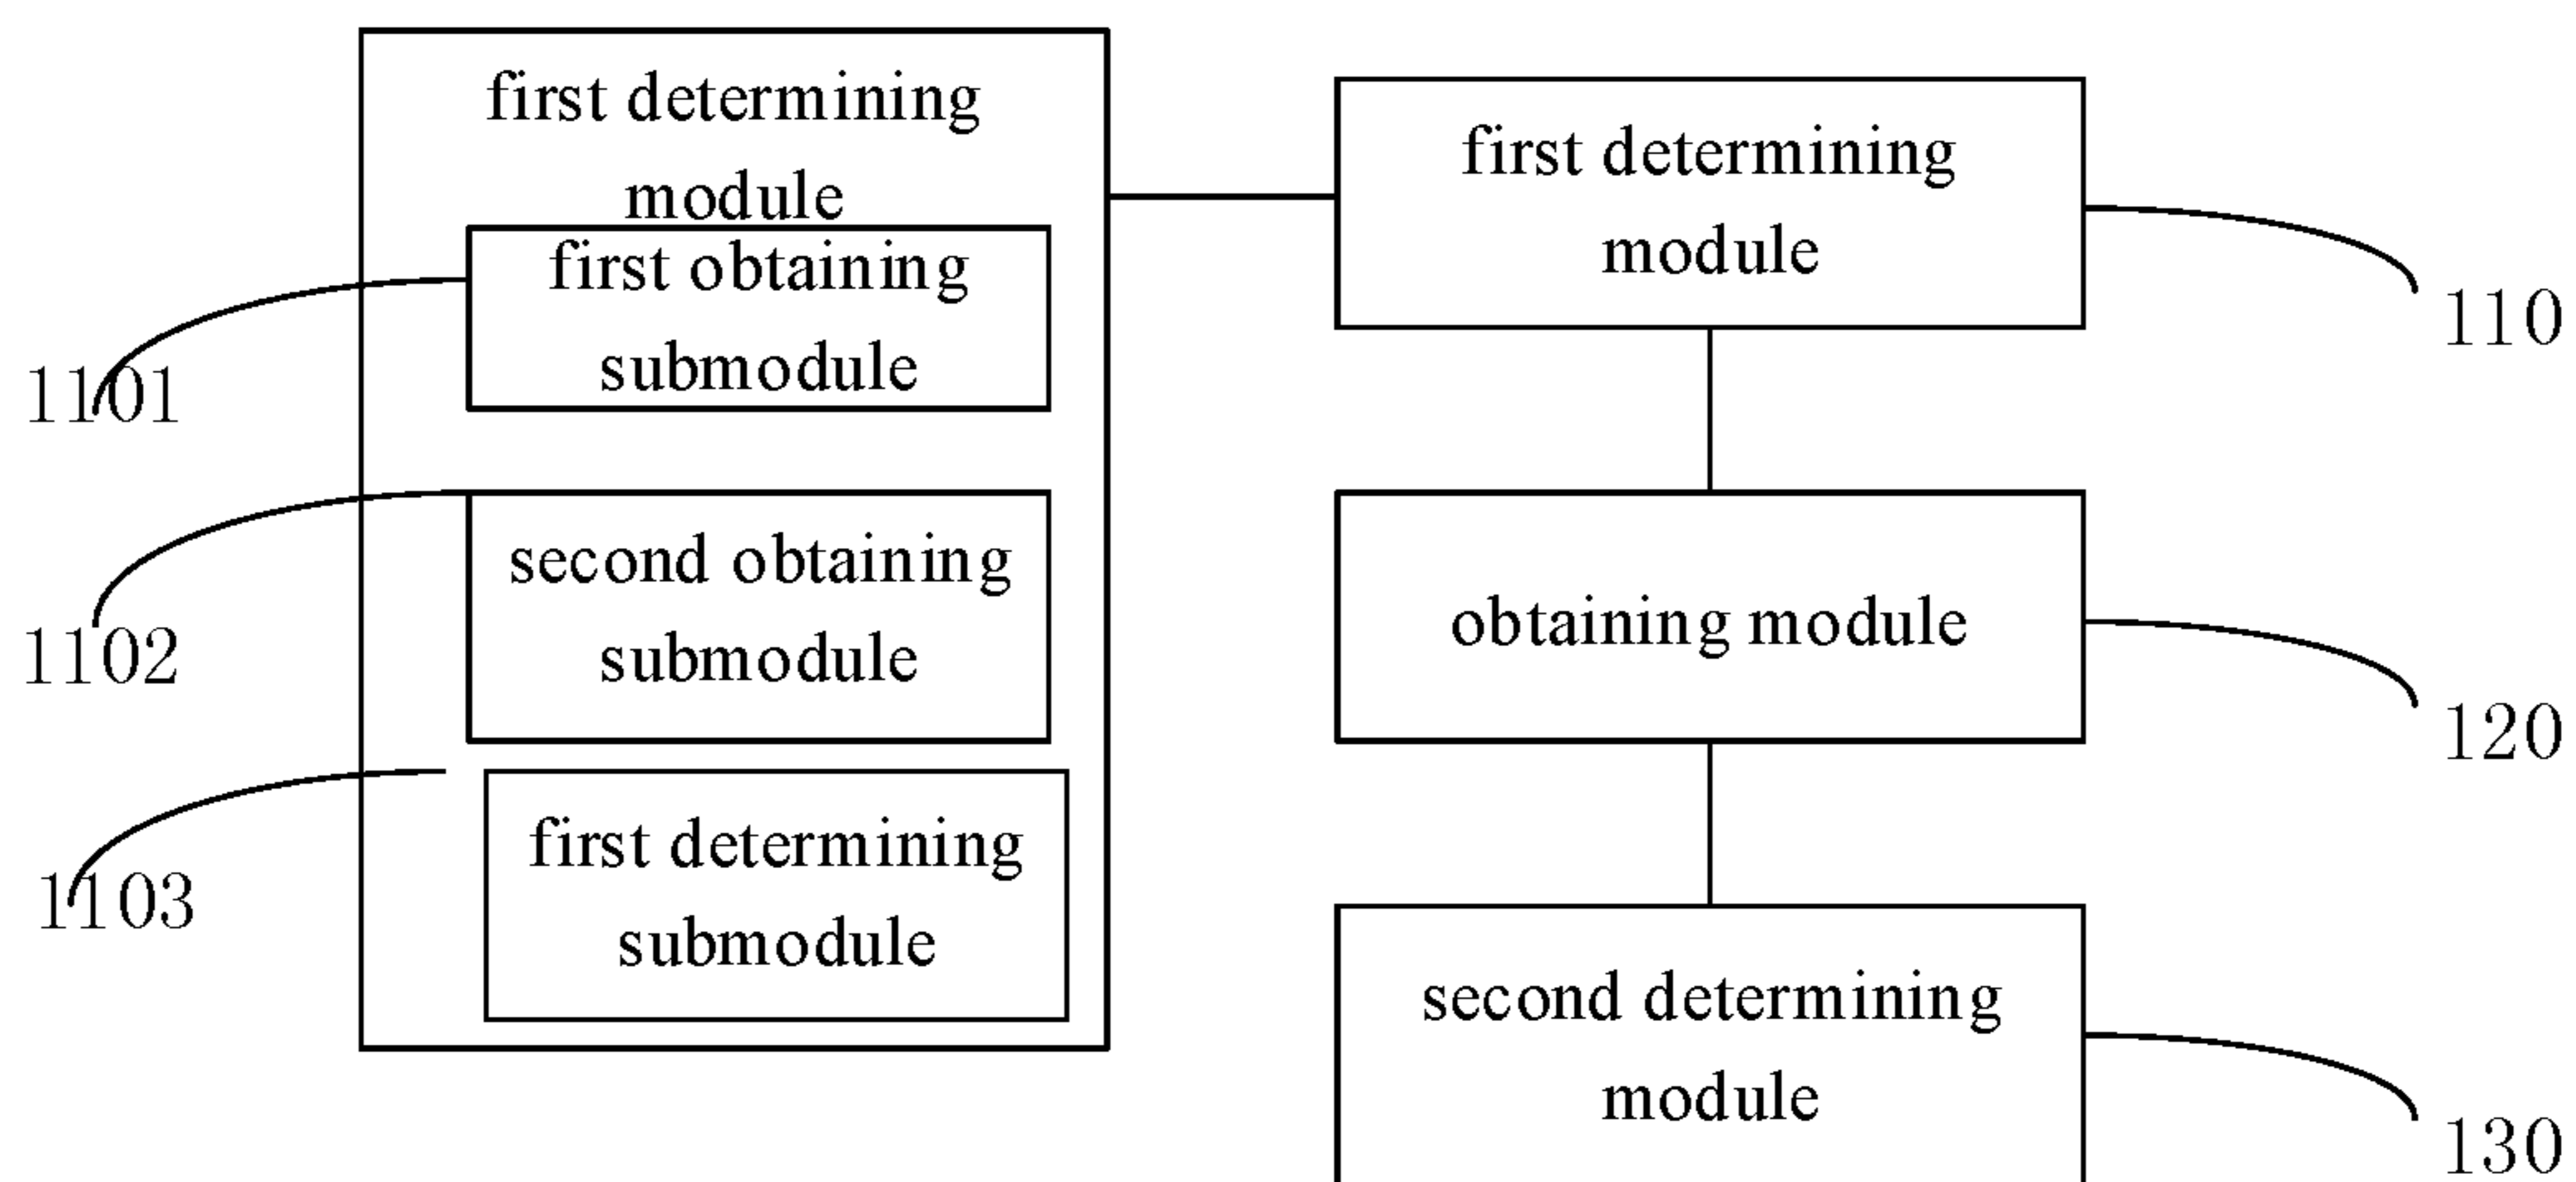 first determining
module
first obtaining
submodule
1101
second obtaining
submodule
1102
first determining
submodule
1103
first determining
module
110
obtaining module
120
second determining
module
130